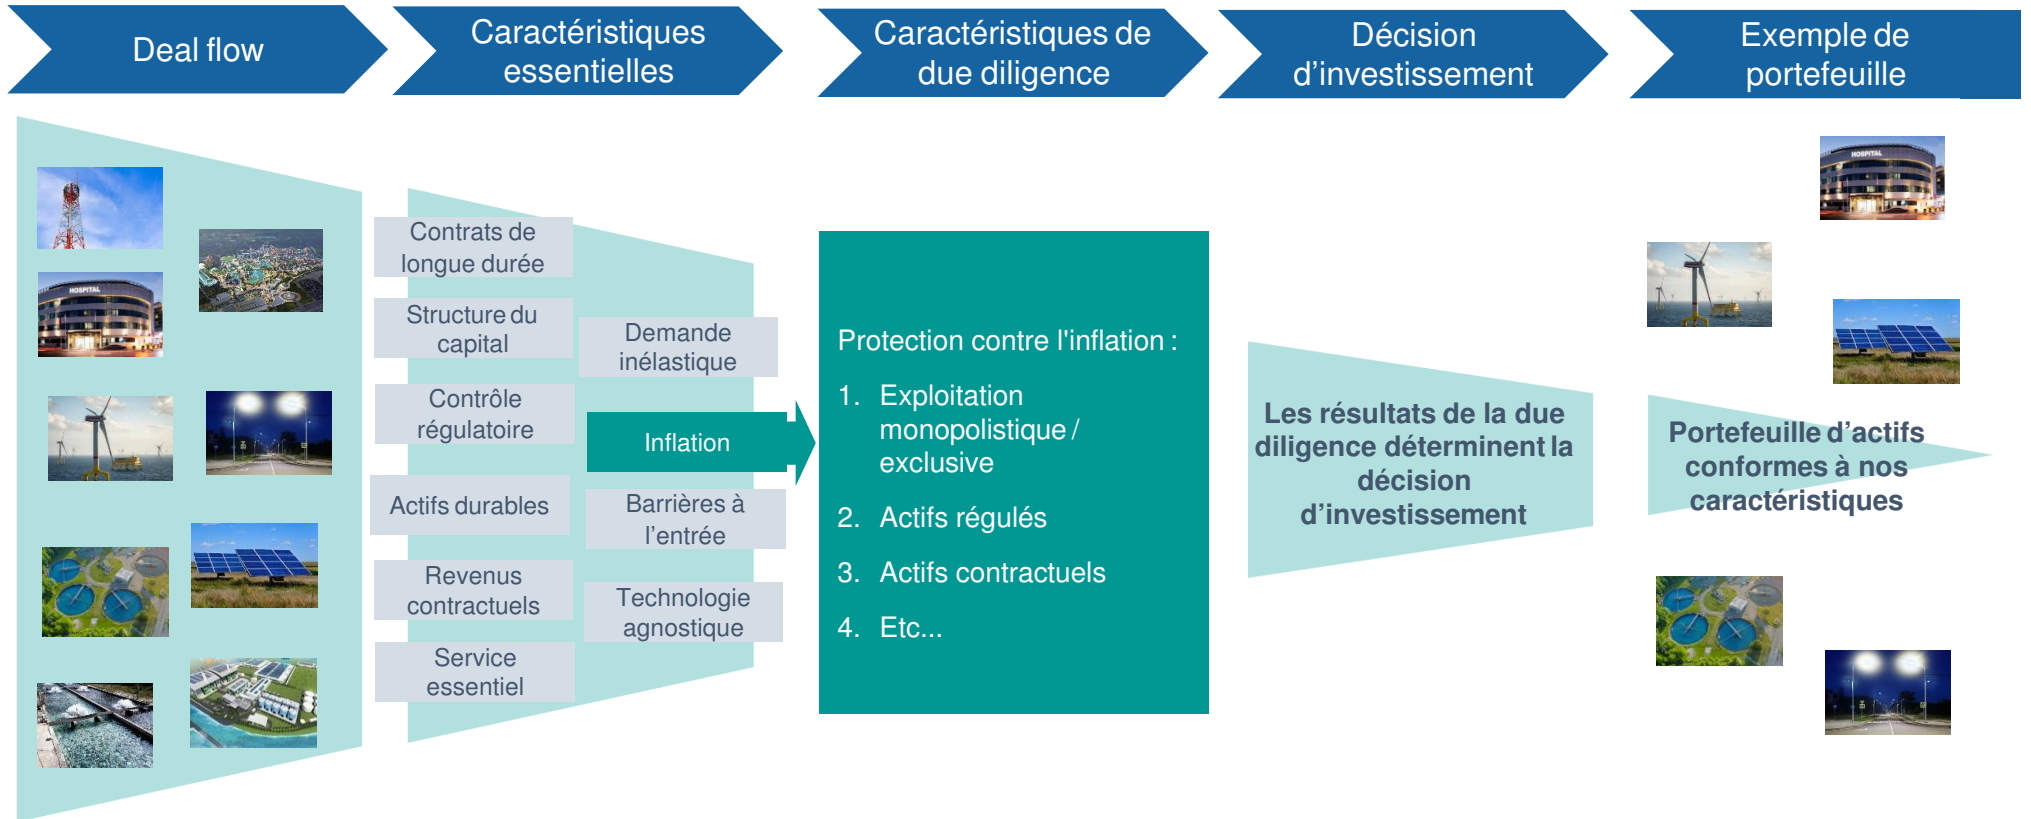 Deal flow
Caractéristiques
essentielles
Caractéristiques de
due diligence
Décision
d’investissement
Exemple de
portefeuille
HOSPITAL
Contrats de
longue durée
Structure du
capital
Contrôle
régulatoire
Actifs durables
Revenus
contractuels
Service
essentiel
Demande
inélastique
Inflation
Barrières à
l’entrée
Technologie
agnostique
Protection contre l'inflation :
1. Exploitation
monopolistique /
exclusive
2. Actifs régulés
3. Actifs contractuels
4. Etc...
Les résultats de la due
diligence déterminent la
décision
d’investissement
HOSPITAL
Portefeuille d’actifs
conformes à nos
caractéristiques